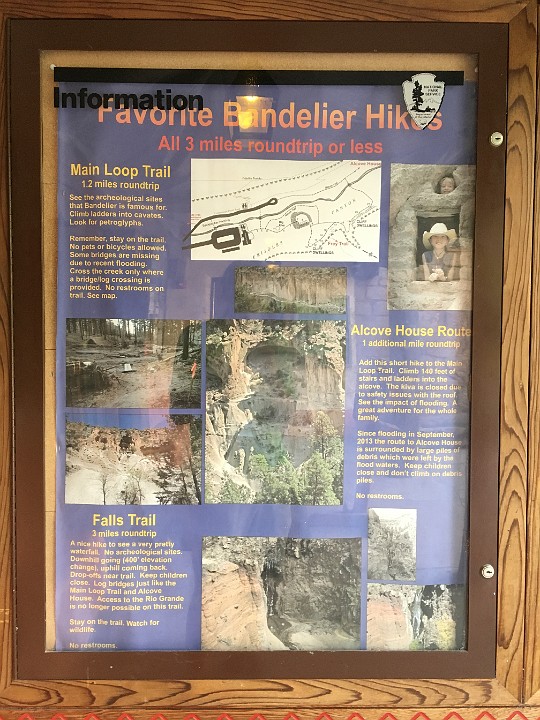 Information
Favorite Bandelier Hikes
All 3 miles roundtrip or less
NATIONAL
PARK
SERVICE
Main Loop Trail
1.2 miles roundtrip
See the archeological sites
that Bandelier is famous for.
Climb ladders into cavates.
Look for petroglyphs.
Remember, stay on the trail.
No pets or bicycles allowed.
Some bridges are missing
due to recent flooding.
Cross the creek only where
a bridge/log crossing is
provided. No restrooms on
trail. See map.
Alcove House
DWELLINGS
Frey Trail
DWELLINGS
Alcove House Route
1 additional mile roundtrip
Add this short hike to the Main
Loop Trail. Climb 140 feet of
stairs and ladders into the
alcove. The kiva is closed due
to safety issues with the roof.
See the impact of flooding. A
great adventure for the whole
family.
Since flooding in September,
2013 the route to Alcove House
is surrounded by large piles of
debris which were left by the
flood waters. Keep children
close and don't climb on debris
piles.
No restrooms.
Falls Trail
3 miles roundtrip
A nice hike to see a very pretty
waterfall. No archeological sites.
Downhill going (400' elevation
change), uphill coming back.
Drop-offs near trail. Keep children
close. Log bridges just like the
Main Loop Trail and Alcove
House. Access to the Rio Grande
is no longer possible on this trail.
Stay on the trail. Watch for
wildlife.
No restrooms.